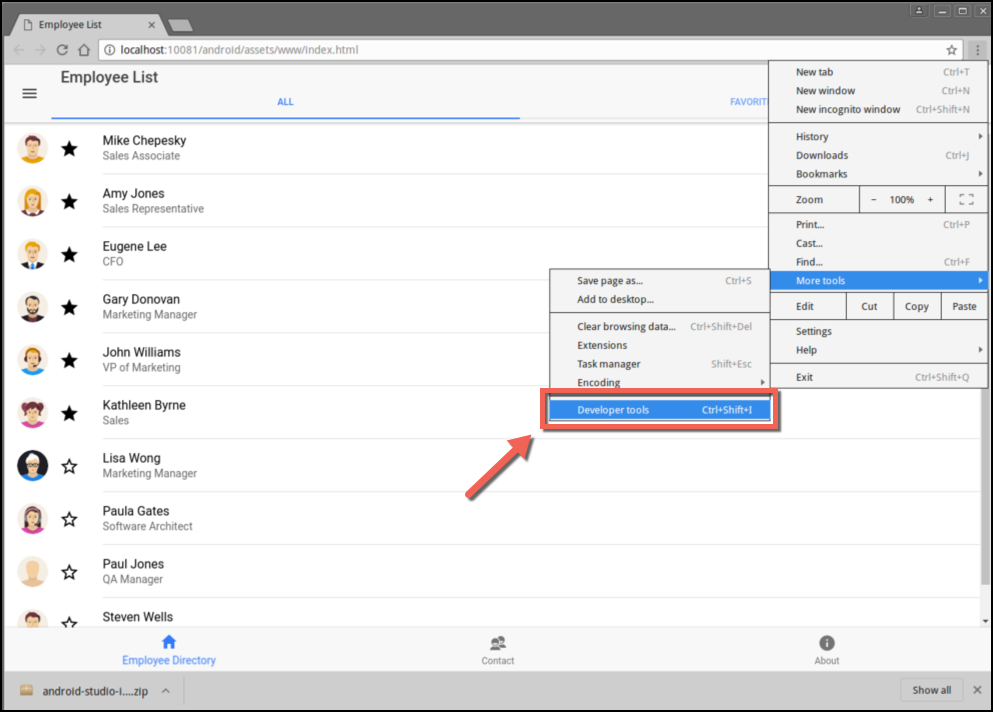 Employee List
localhost:10081/android/assets/www/index.html
Employee List
ALL
FAVORIT
Mike Chepesky
Sales Associate
Amy Jones
Sales Representative
Eugene Lee
CFO
Gary Donovan
Marketing Manager
John Williams
VP of Marketing
Kathleen Byrne
Sales
Lisa Wong
Marketing Manager
Paula Gates
Software Architect
Paul Jones
QA Manager
Steven Wells
New tab Ctrl+T
New window Ctrl+N
New incognito window Ctrl+Shift+N
History
Downloads Ctrl+J
Bookmarks
Zoom - 100% +
Print... Ctrl+P
Cast...
Find... Ctrl+F
More tools
Edit Cut Copy Paste
Settings
Help
Exit Ctrl+Shift+Q
Save page as... Ctrl+S
Add to desktop...
Clear browsing data... Ctrl+Shift+Del
Extensions
Task manager Shift+Esc
Encoding
Developer tools Ctrl+Shift+I
Employee Directory
Contact
About
android-studio-i....zip
Show all